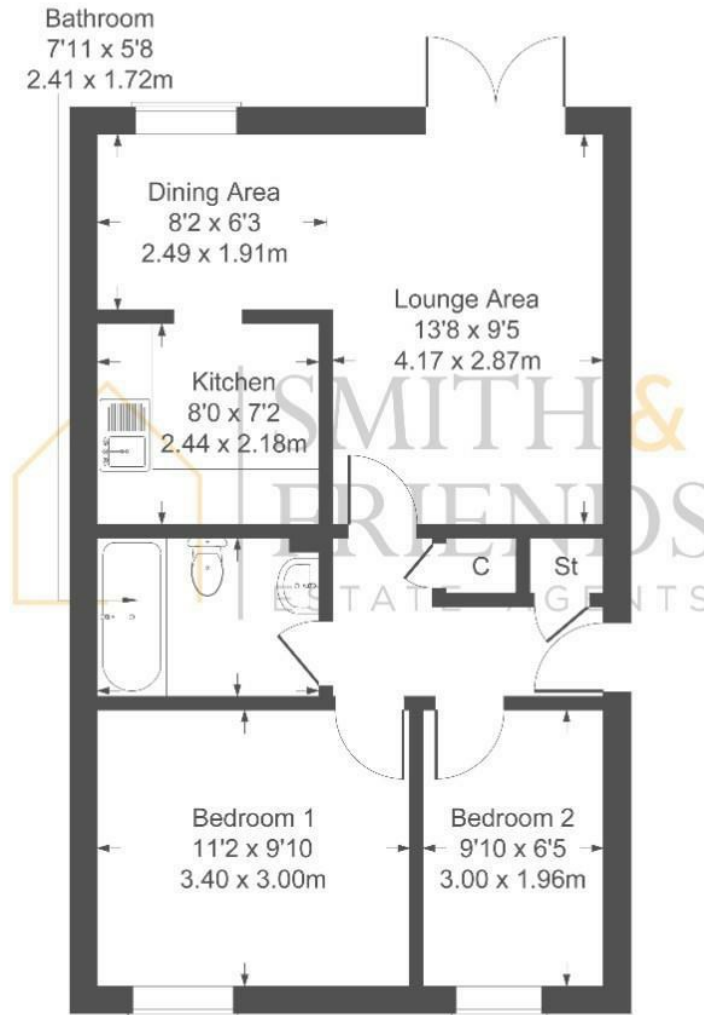 Bathroom
7'11 x 5'8
2.41 x 1.72m
Dining Area
8'2 x 6'3
2.49 x 1.91m
Lounge Area
13'8 x 9'5
4.17 x 2.87m
Kitchen
8'0 x 7'2
2.44 x 2.18m
SMITH &
FRIENDS
ESTATE AGENTS
C
St
Bedroom 1
11'2 x 9'10
3.40 x 3.00m
Bedroom 2
9'10 x 6'5
3.00 x 1.96m